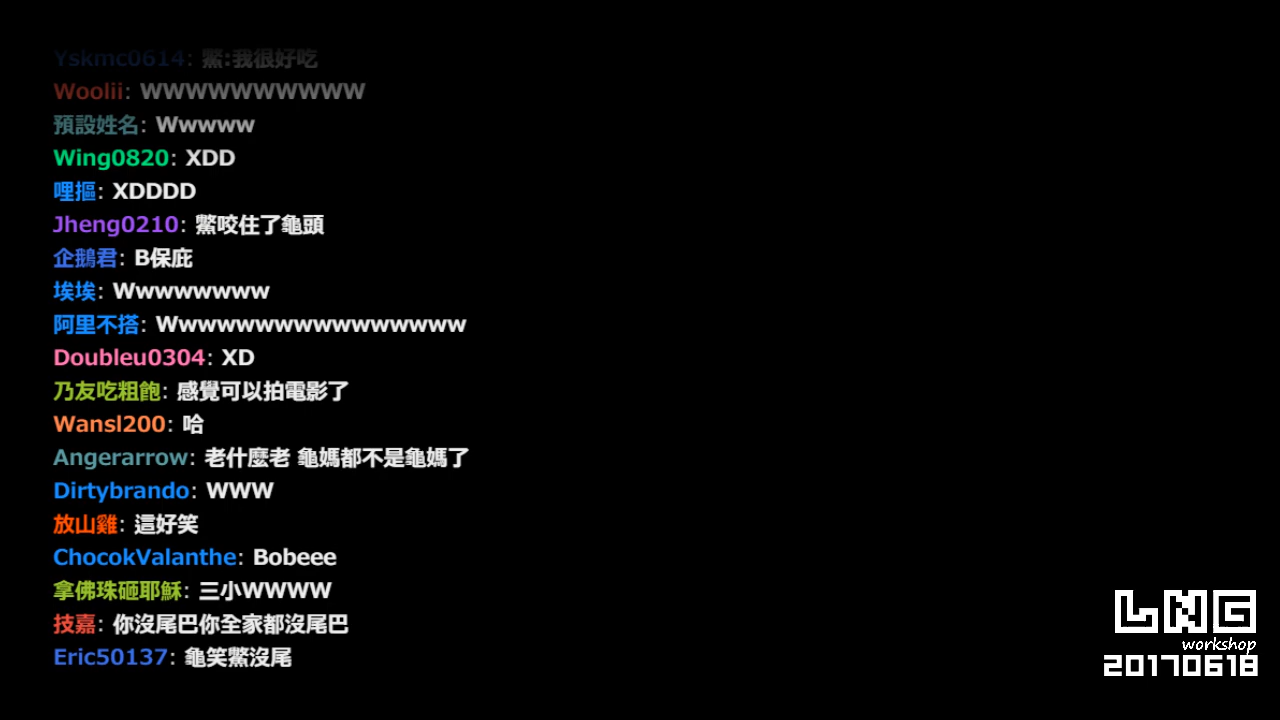 Yskmc0614: 鱉:我很好吃
Woolii: WWWWWWWWWW
預設姓名: Wwwww
Wing0820: XDD
哩摳: XDDDD
Jheng0210: 鱉咬住了龜頭
企鵝君: B保庇
埃埃: Wwwwwwww
阿里不搭: Wwwwwwwwwwwwwwww
Doubleu0304: XD
乃友吃粗飽: 感覺可以拍電影了
Wansl200: 哈
Angerarrow: 老什麼老 龜媽都不是龜媽了
Dirtybrando: WWW
放山雞: 這好笑
ChocokValanthe: Bobeee
拿佛珠砸耶穌: 三小WWWW
技嘉: 你沒尾巴你全家都沒尾巴
Eric50137: 龜笑鱉沒尾
LNG
workshop
20170618